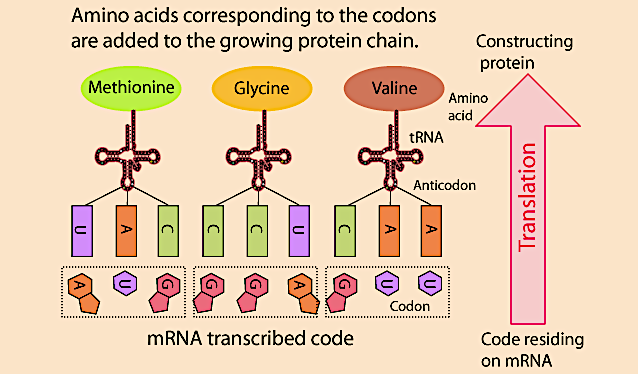 Amino acids corresponding to the codons
are added to the growing protein chain.
Constructing
protein
Methionine
Glycine
Valine
Amino
acid
tRNA
Anticodon
Translation
U A C C C U C A A
A U G G G A G U U
Codon
mRNA transcribed code
Code residing
on mRNA